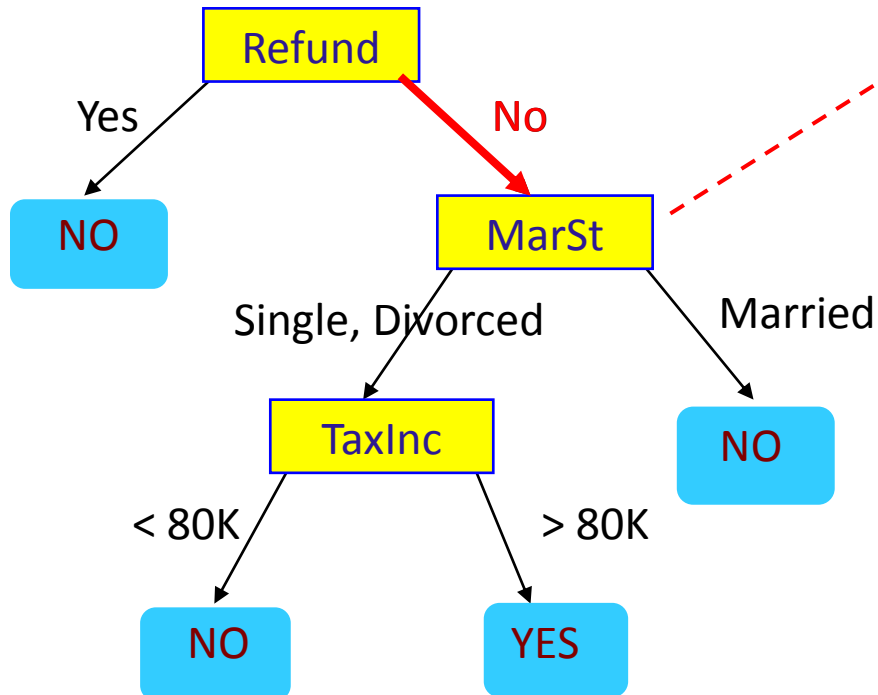 Refund
Yes
No
NO
MarSt
Single, Divorced
Married
TaxInc
NO
< 80K
> 80K
NO
YES